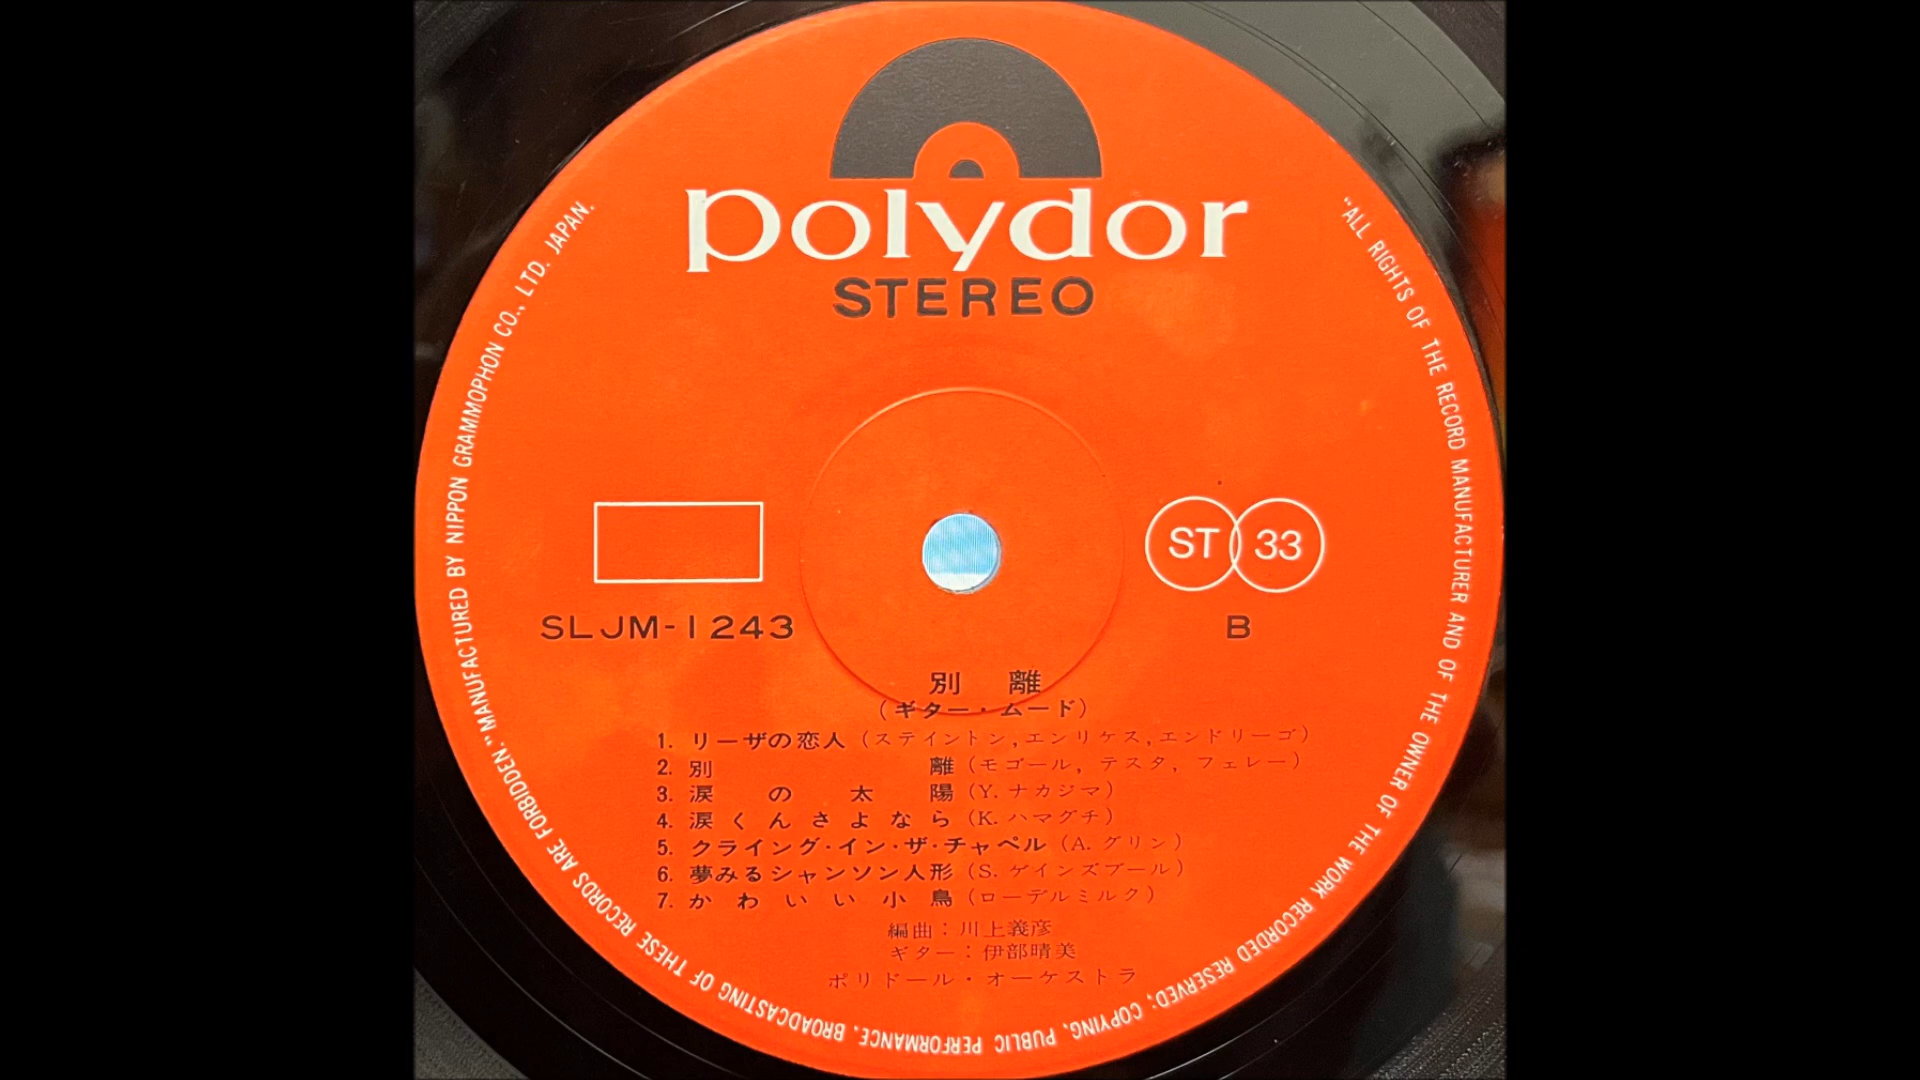 polydor
STEREO
"ALL RIGHTS OF THE RECORD MANUFACTURER AND OF THE OWNER OF THE WORK RECORDED RESERVED; COPYING, PUBLIC PERFORMANCE, BROADCASTING OF THESE RECORDS ARE FORBIDDEN." MANUFACTURED BY NIPPON GRAMMOPHON CO., LTD. JAPAN.
ST 33
SLJM-1243
B
別離
(ギター・ムード)
1. リーザの恋人 (ステイントン, エンリケス, エンドリーゴ)
2. 別離 (モゴール, テスタ, フェレー)
3. 涙の太陽 (Y. ナカジマ)
4. 涙くんさよなら (K. ハマグチ)
5. クライング・イン・ザ・チャペル (A. グリン)
6. 夢みるシャンソン人形 (S. ゲインズブール)
7. かわいい小鳥 (ローデルミルク)
編曲：川上義彦
ギター：伊部晴美
ポリドール・オーケストラ